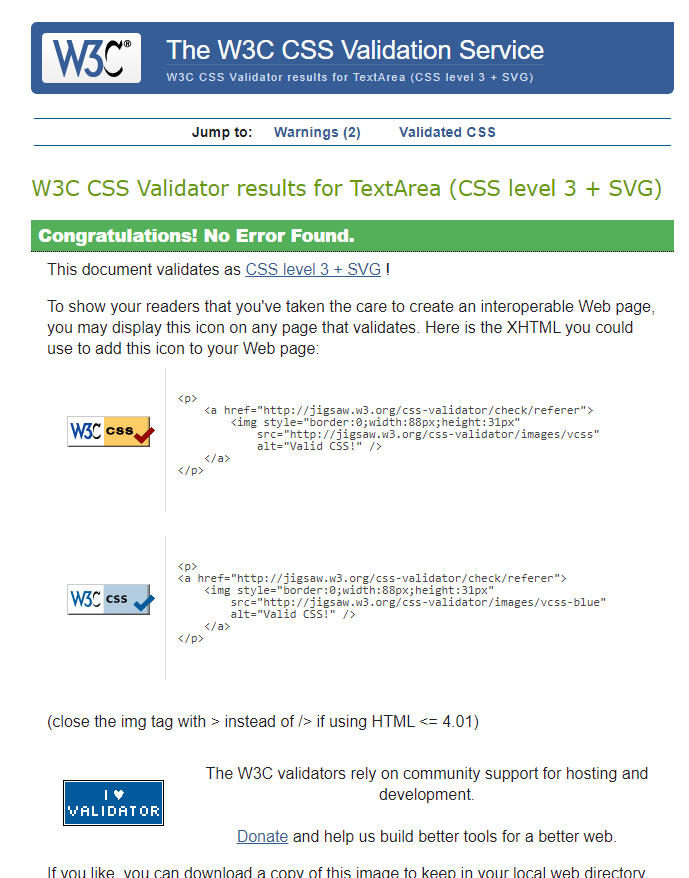 W3C®
The W3C CSS Validation Service
W3C CSS Validator results for TextArea (CSS level 3 + SVG)
Jump to: Warnings (2) Validated CSS
W3C CSS Validator results for TextArea (CSS level 3 + SVG)
Congratulations! No Error Found.
This document validates as CSS level 3 + SVG !
To show your readers that you've taken the care to create an interoperable Web page,
you may display this icon on any page that validates. Here is the XHTML you could
use to add this icon to your Web page:
W3C css
<p>
    <a href="http://jigsaw.w3.org/css-validator/check/referer">
        <img style="border:0;width:88px;height:31px"
            src="http://jigsaw.w3.org/css-validator/images/vcss"
            alt="Valid CSS!" />
    </a>
</p>
W3C css
<p>
<a href="http://jigsaw.w3.org/css-validator/check/referer">
    <img style="border:0;width:88px;height:31px"
        src="http://jigsaw.w3.org/css-validator/images/vcss-blue"
        alt="Valid CSS!" />
    </a>
</p>
(close the img tag with > instead of /> if using HTML <= 4.01)
I ♥
VALIDATOR
The W3C validators rely on community support for hosting and
development.
Donate and help us build better tools for a better web.
If you like, you can download a copy of this image to keep in your local web directory